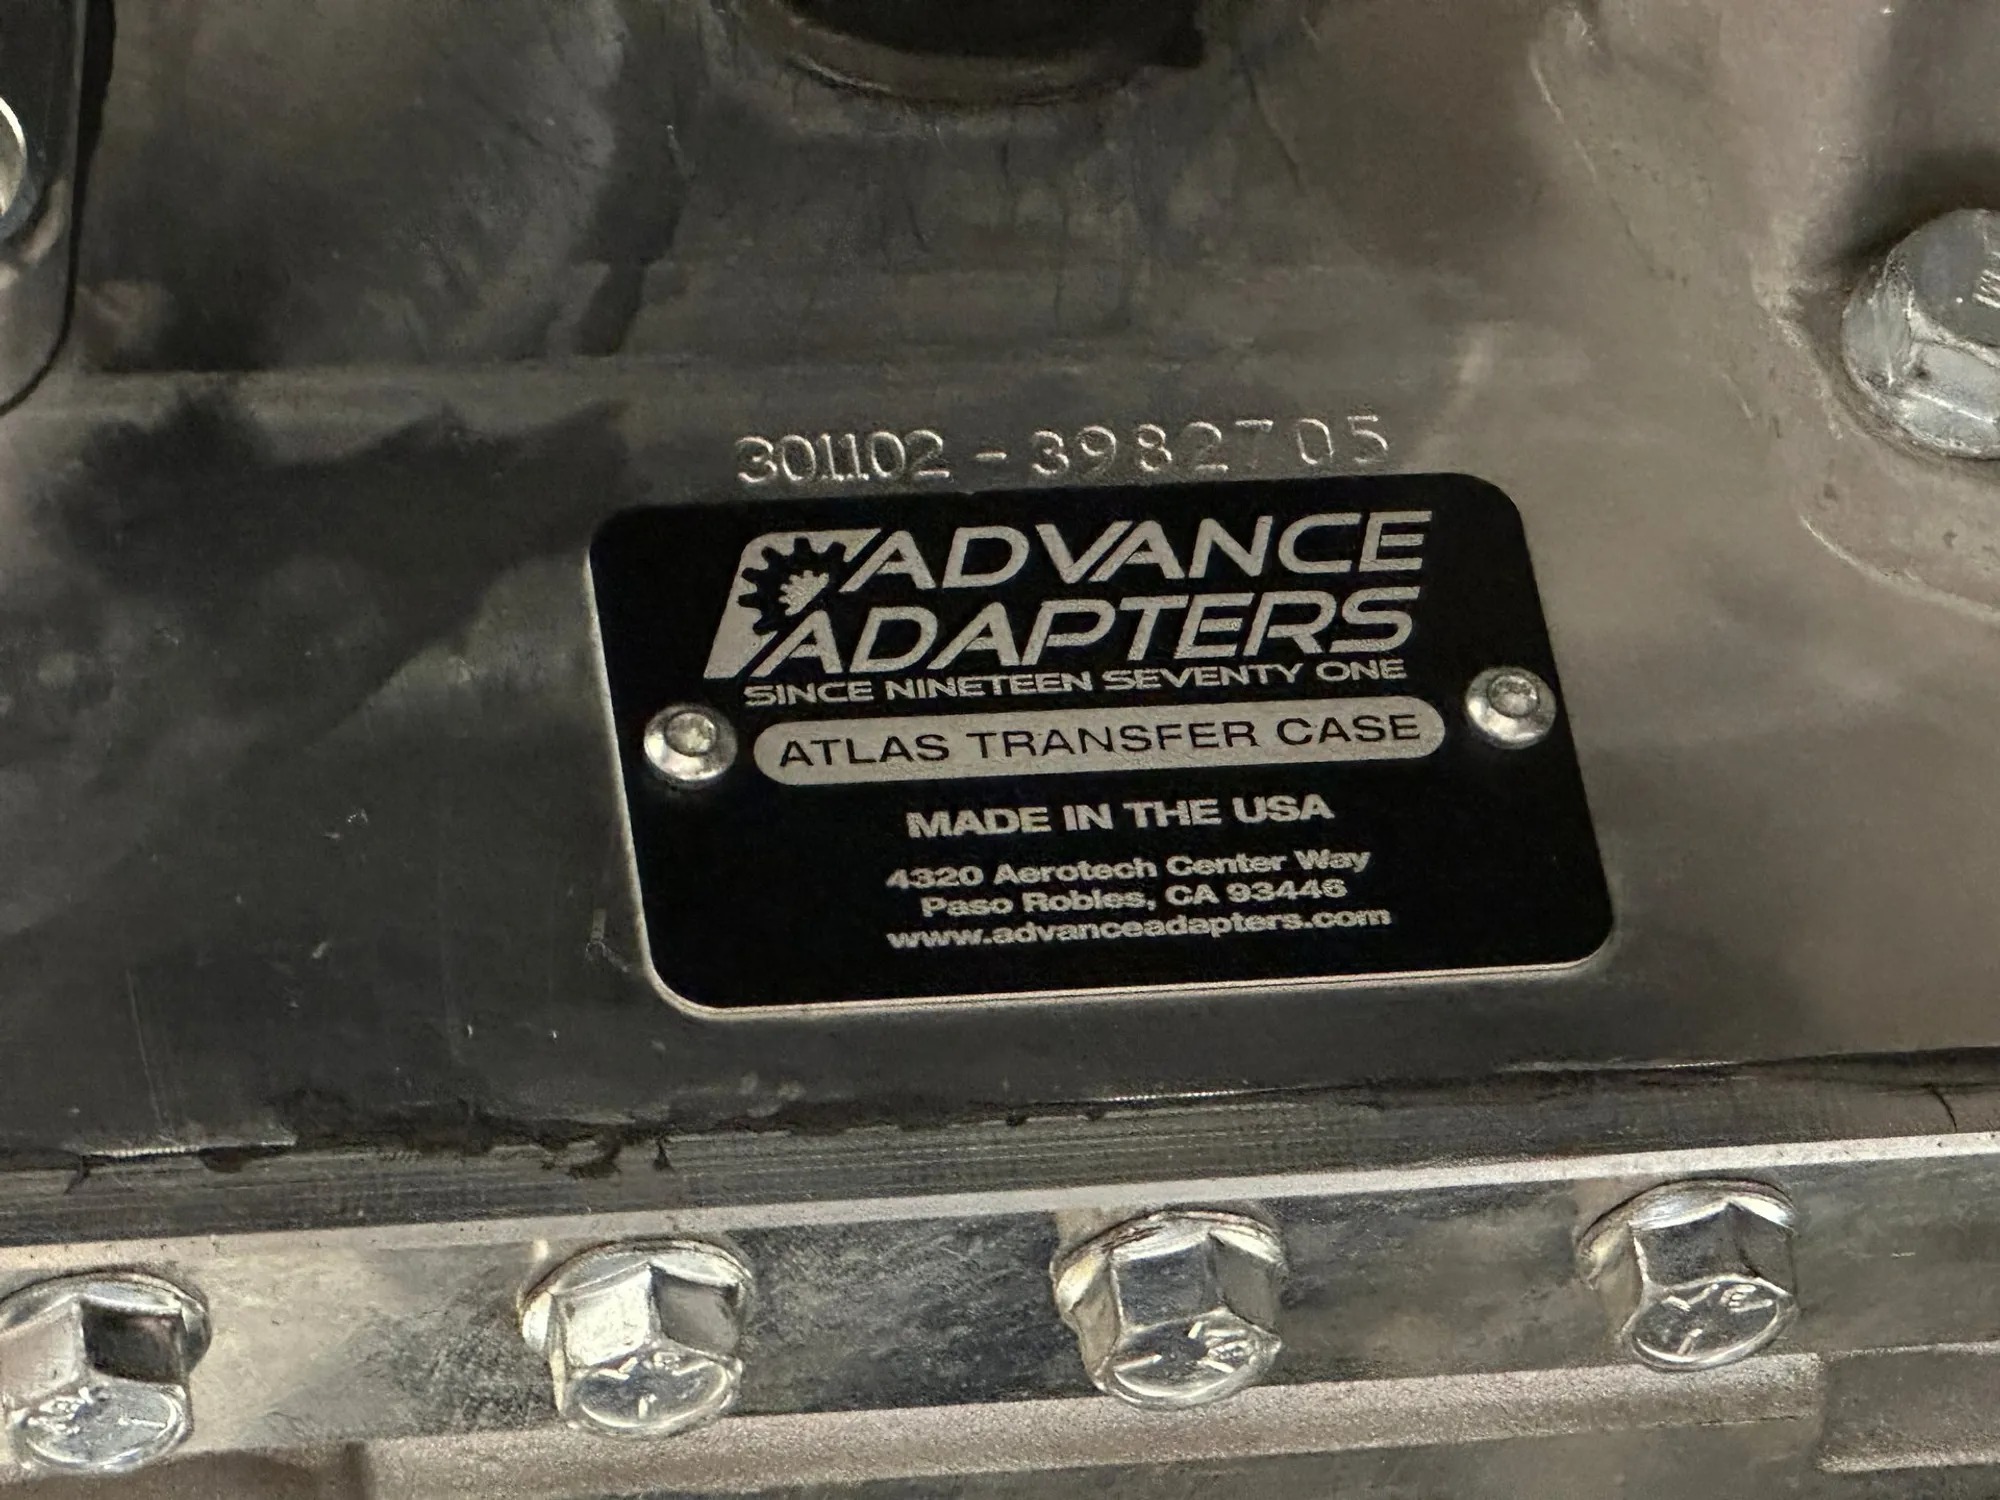 301102-3982705
ADVANCE
ADAPTERS
SINCE NINETEEN SEVENTY ONE
ATLAS TRANSFER CASE
MADE IN THE USA
4320 Aerotech Center Way
Paso Robles, CA 93446
www.advanceadapters.com